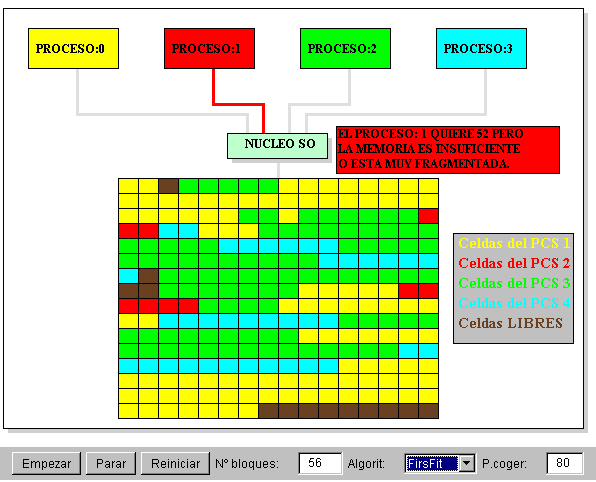 PROCESO:0
PROCESO:1
PROCESO:2
PROCESO:3
NUCLEO SO
EL PROCESO: 1 QUIERE 52 PERO
LA MEMORIA ES INSUFICIENTE
O ESTA MUY FRAGMENTADA.
Celdas del PCS 1
Celdas del PCS 2
Celdas del PCS 3
Celdas del PCS 4
Celdas LIBRES
Empezar Parar Reiniciar Nº bloques: 56 Algorit: FirsFit P.coger: 80